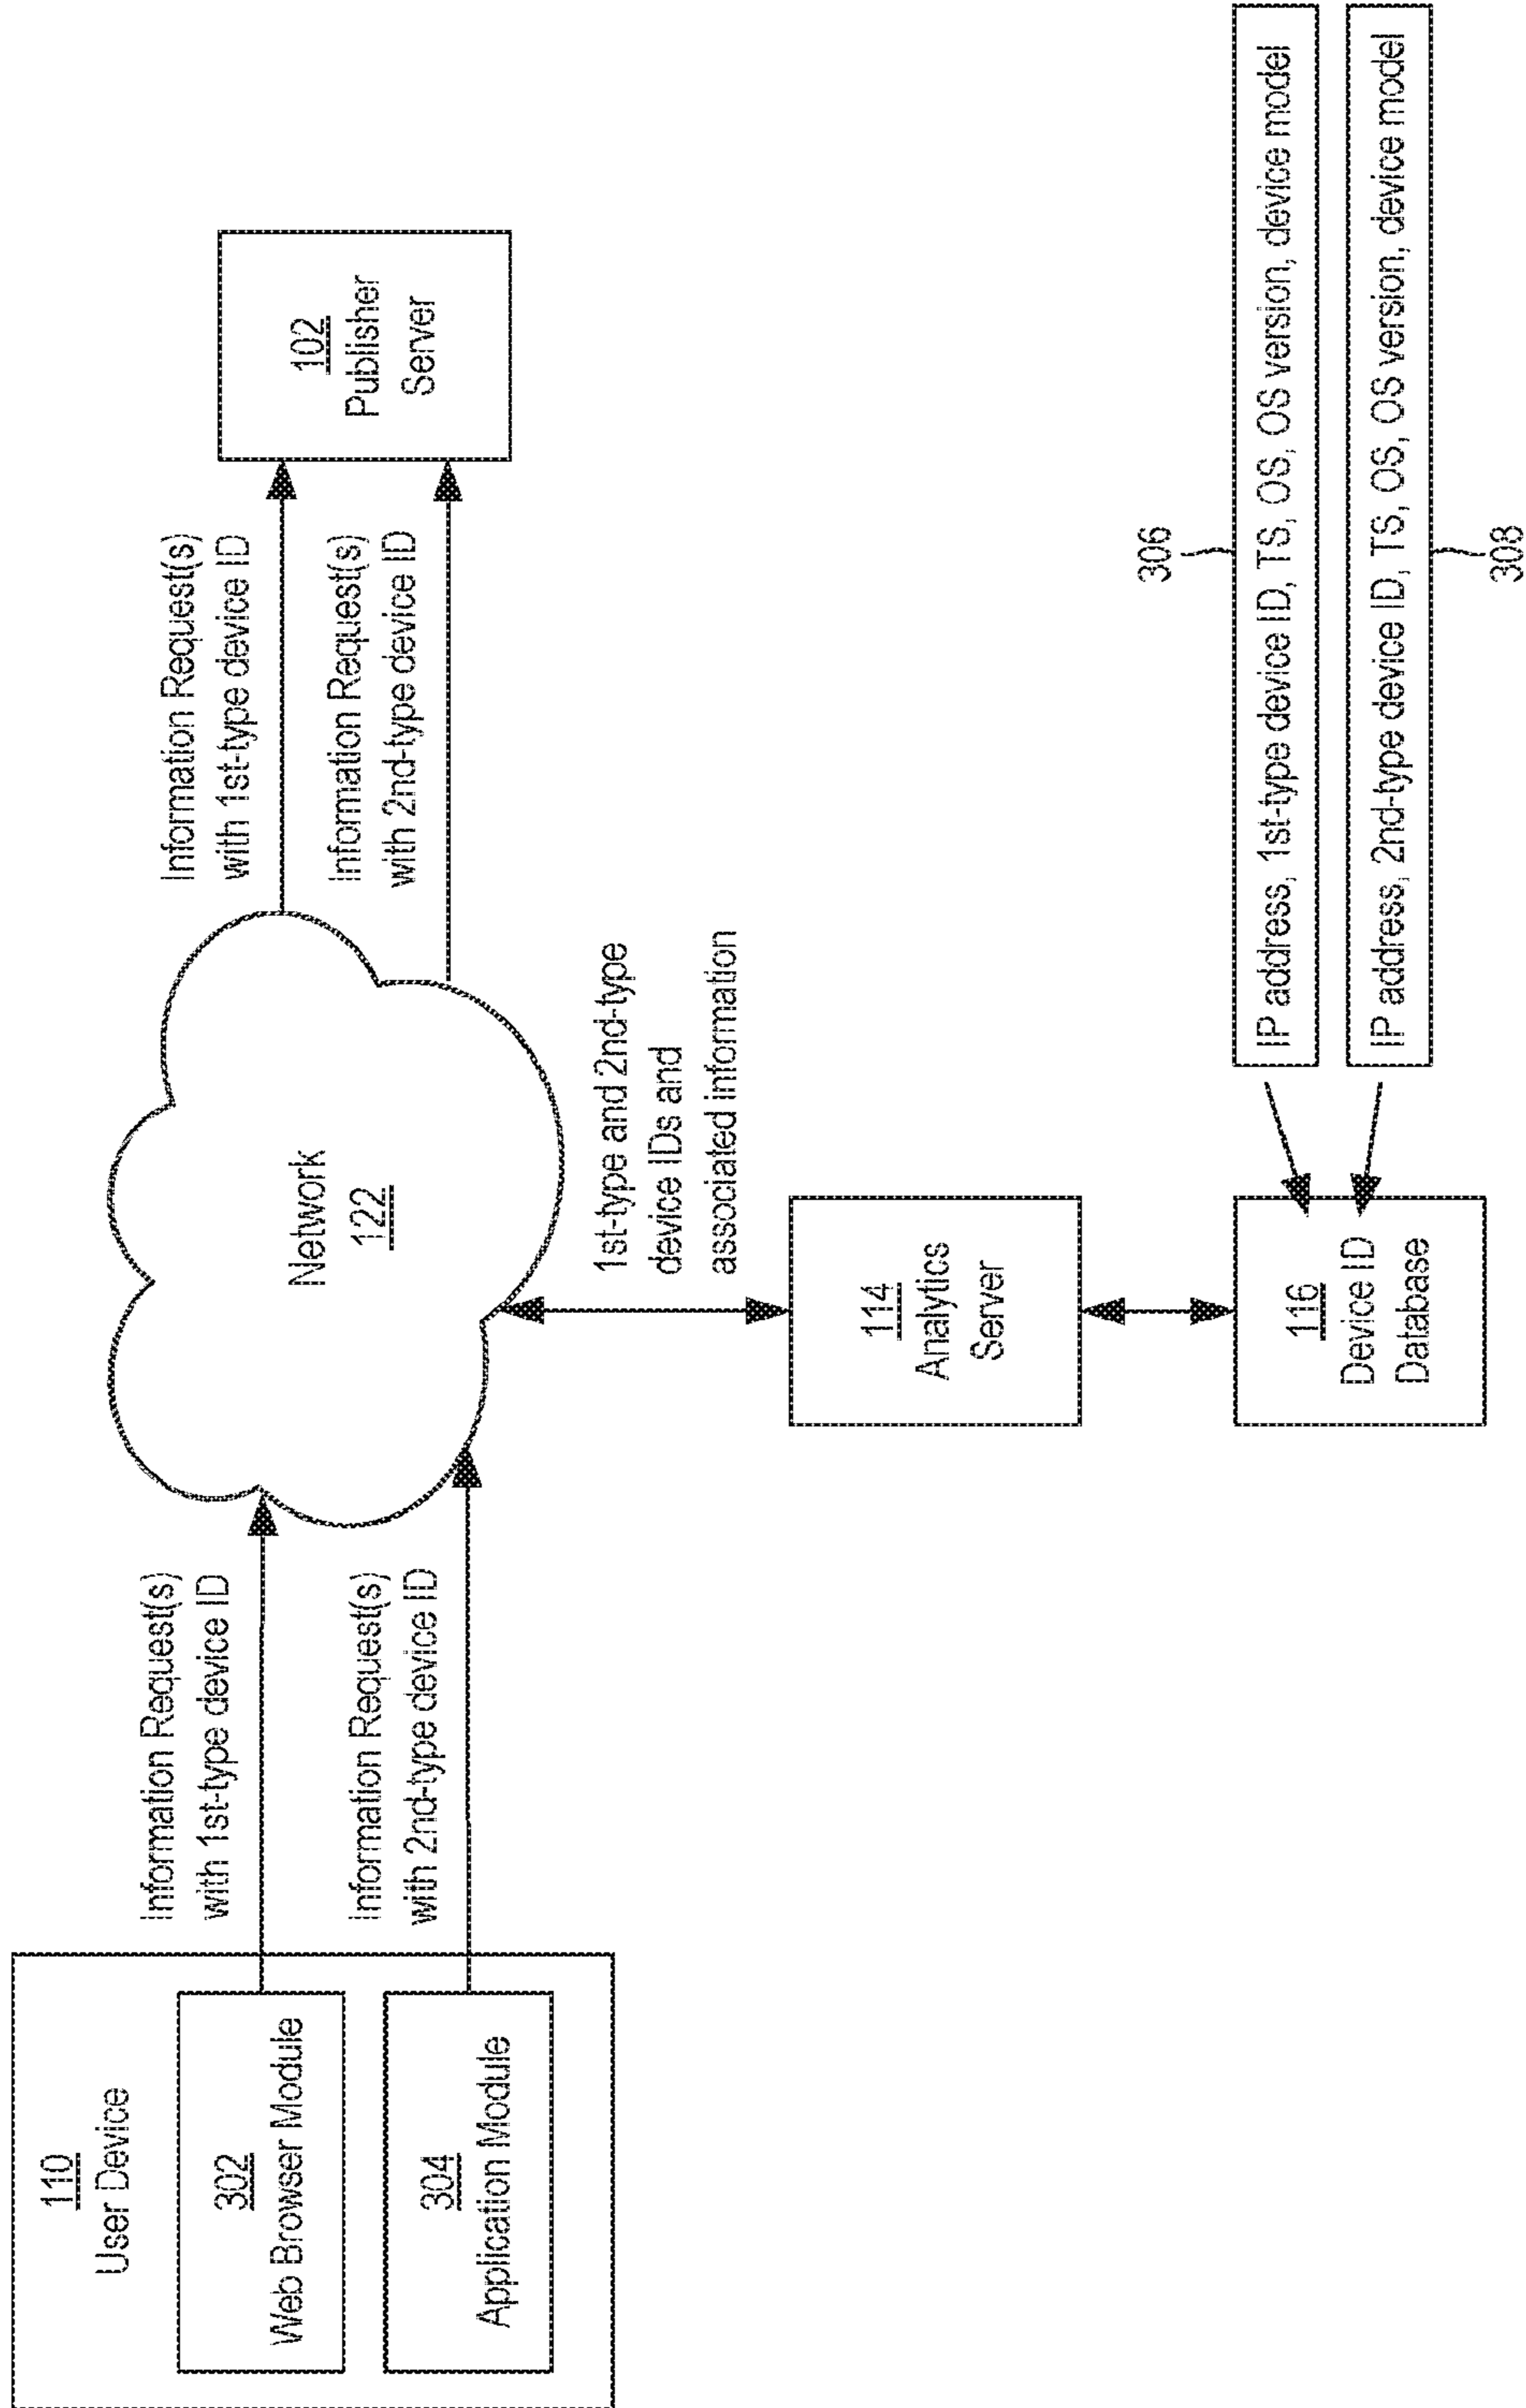 110
User Device
302
Web Browser Module
304
Application Module
Information Request(s)
with 1st-type device ID
Information Request(s)
with 2nd-type device ID
Network
122
Information Request(s)
with 1st-type device ID
Information Request(s)
with 2nd-type device ID
102
Publisher
Server
1st-type and 2nd-type
device IDs and
associated information
114
Analytics
Server
116
Device ID
Database
306
IP address, 1st-type device ID, TS, OS, OS version, device model
IP address, 2nd-type device ID, TS, OS, OS version, device model
308